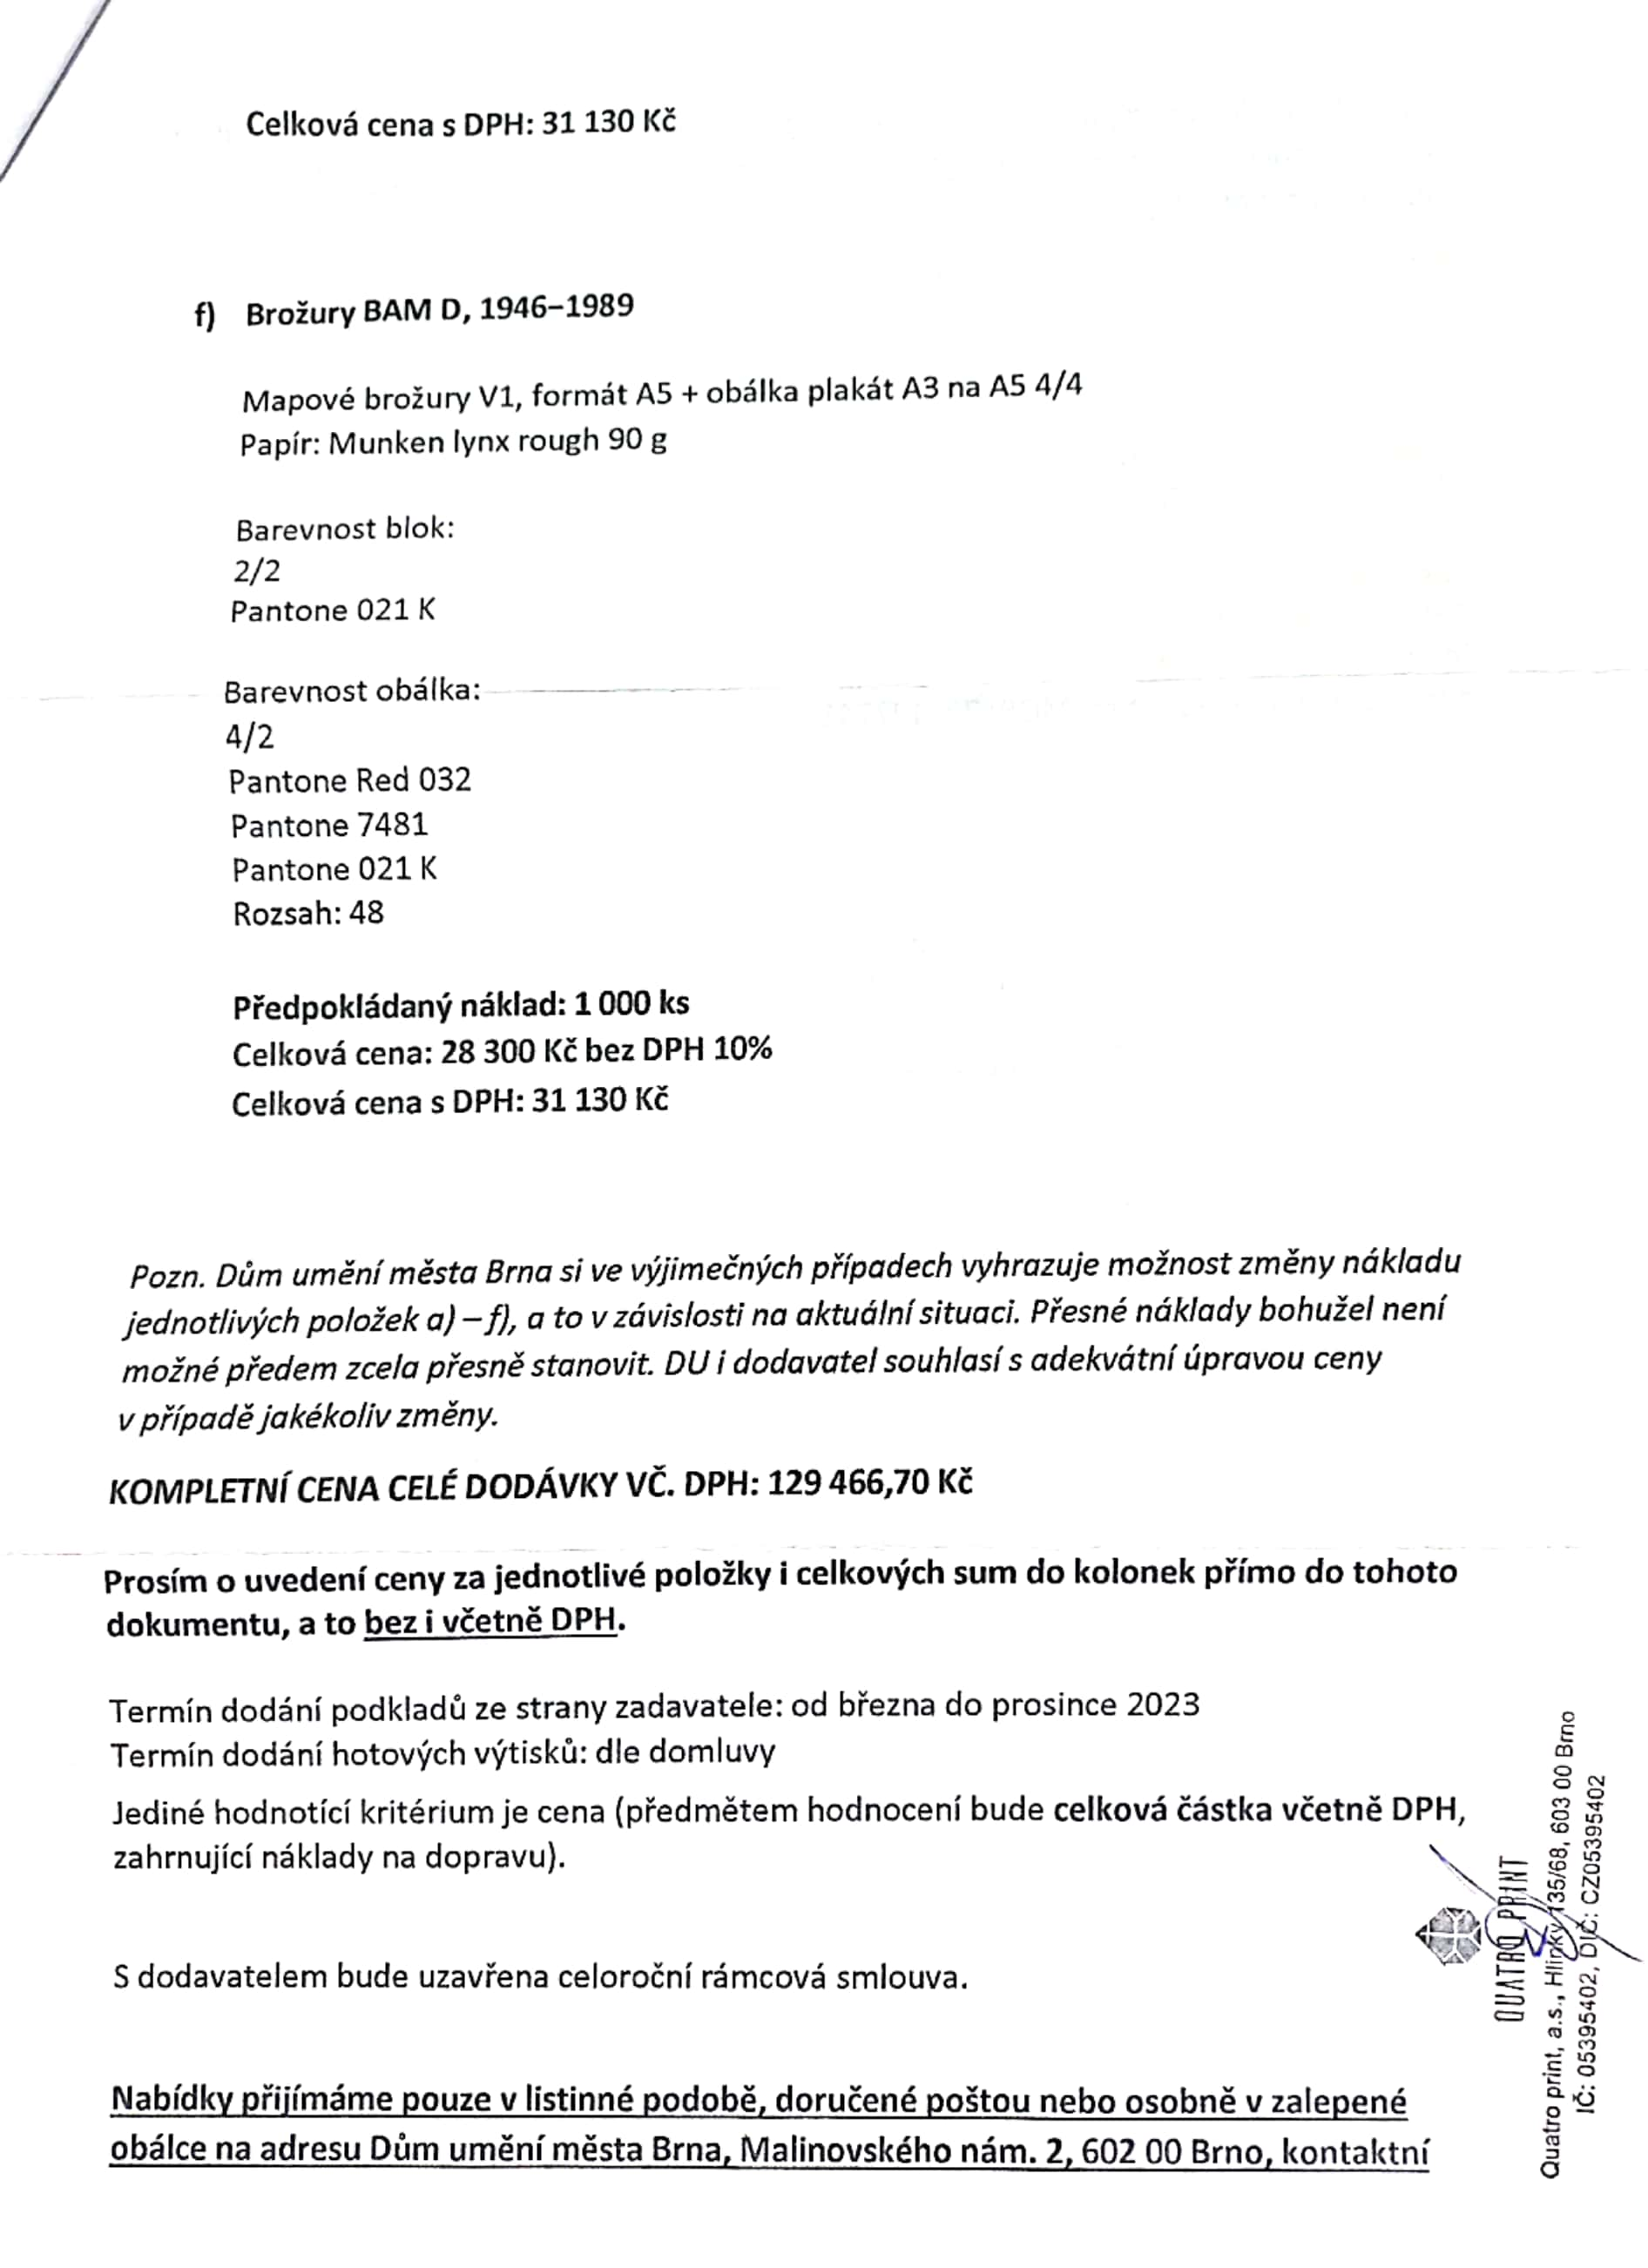 Celková cena s DPH: 31 130 Kč
f) Brožury BAM D, 1946–1989
Mapové brožury V1, formát A5 + obálka plakát A3 na A5 4/4
Papír: Munken lynx rough 90 g
Barevnost blok:
2/2
Pantone 021 K
Barevnost obálka:
4/2
Pantone Red 032
Pantone 7481
Pantone 021 K
Rozsah: 48
Předpokládaný náklad: 1 000 ks
Celková cena: 28 300 Kč bez DPH 10%
Celková cena s DPH: 31 130 Kč
Pozn. Dům umění města Brna si ve výjimečných případech vyhrazuje možnost změny nákladu
jednotlivých položek a) – f), a to v závislosti na aktuální situaci. Přesné náklady bohužel není
možné předem zcela přesně stanovit. DU i dodavatel souhlasí s adekvátní úpravou ceny
v případě jakékoliv změny.
KOMPLETNÍ CENA CELÉ DODÁVKY VČ. DPH: 129 466,70 Kč
Prosím o uvedení ceny za jednotlivé položky i celkových sum do kolonek přímo do tohoto
dokumentu, a to bez i včetně DPH.
Termín dodání podkladů ze strany zadavatele: od března do prosince 2023
Termín dodání hotových výtisků: dle domluvy
Jediné hodnotící kritérium je cena (předmětem hodnocení bude celková částka včetně DPH,
zahrnující náklady na dopravu).
S dodavatelem bude uzavřena celoroční rámcová smlouva.
Nabídky přijímáme pouze v listinné podobě, doručené poštou nebo osobně v zalepené
obálce na adresu Dům umění města Brna, Malinovského nám. 2, 602 00 Brno, kontaktní
QUATRO PRINT
Quatro print, a.s., Hlinky 135/68, 603 00 Brno
IČ: 05395402, DIČ: CZ05395402